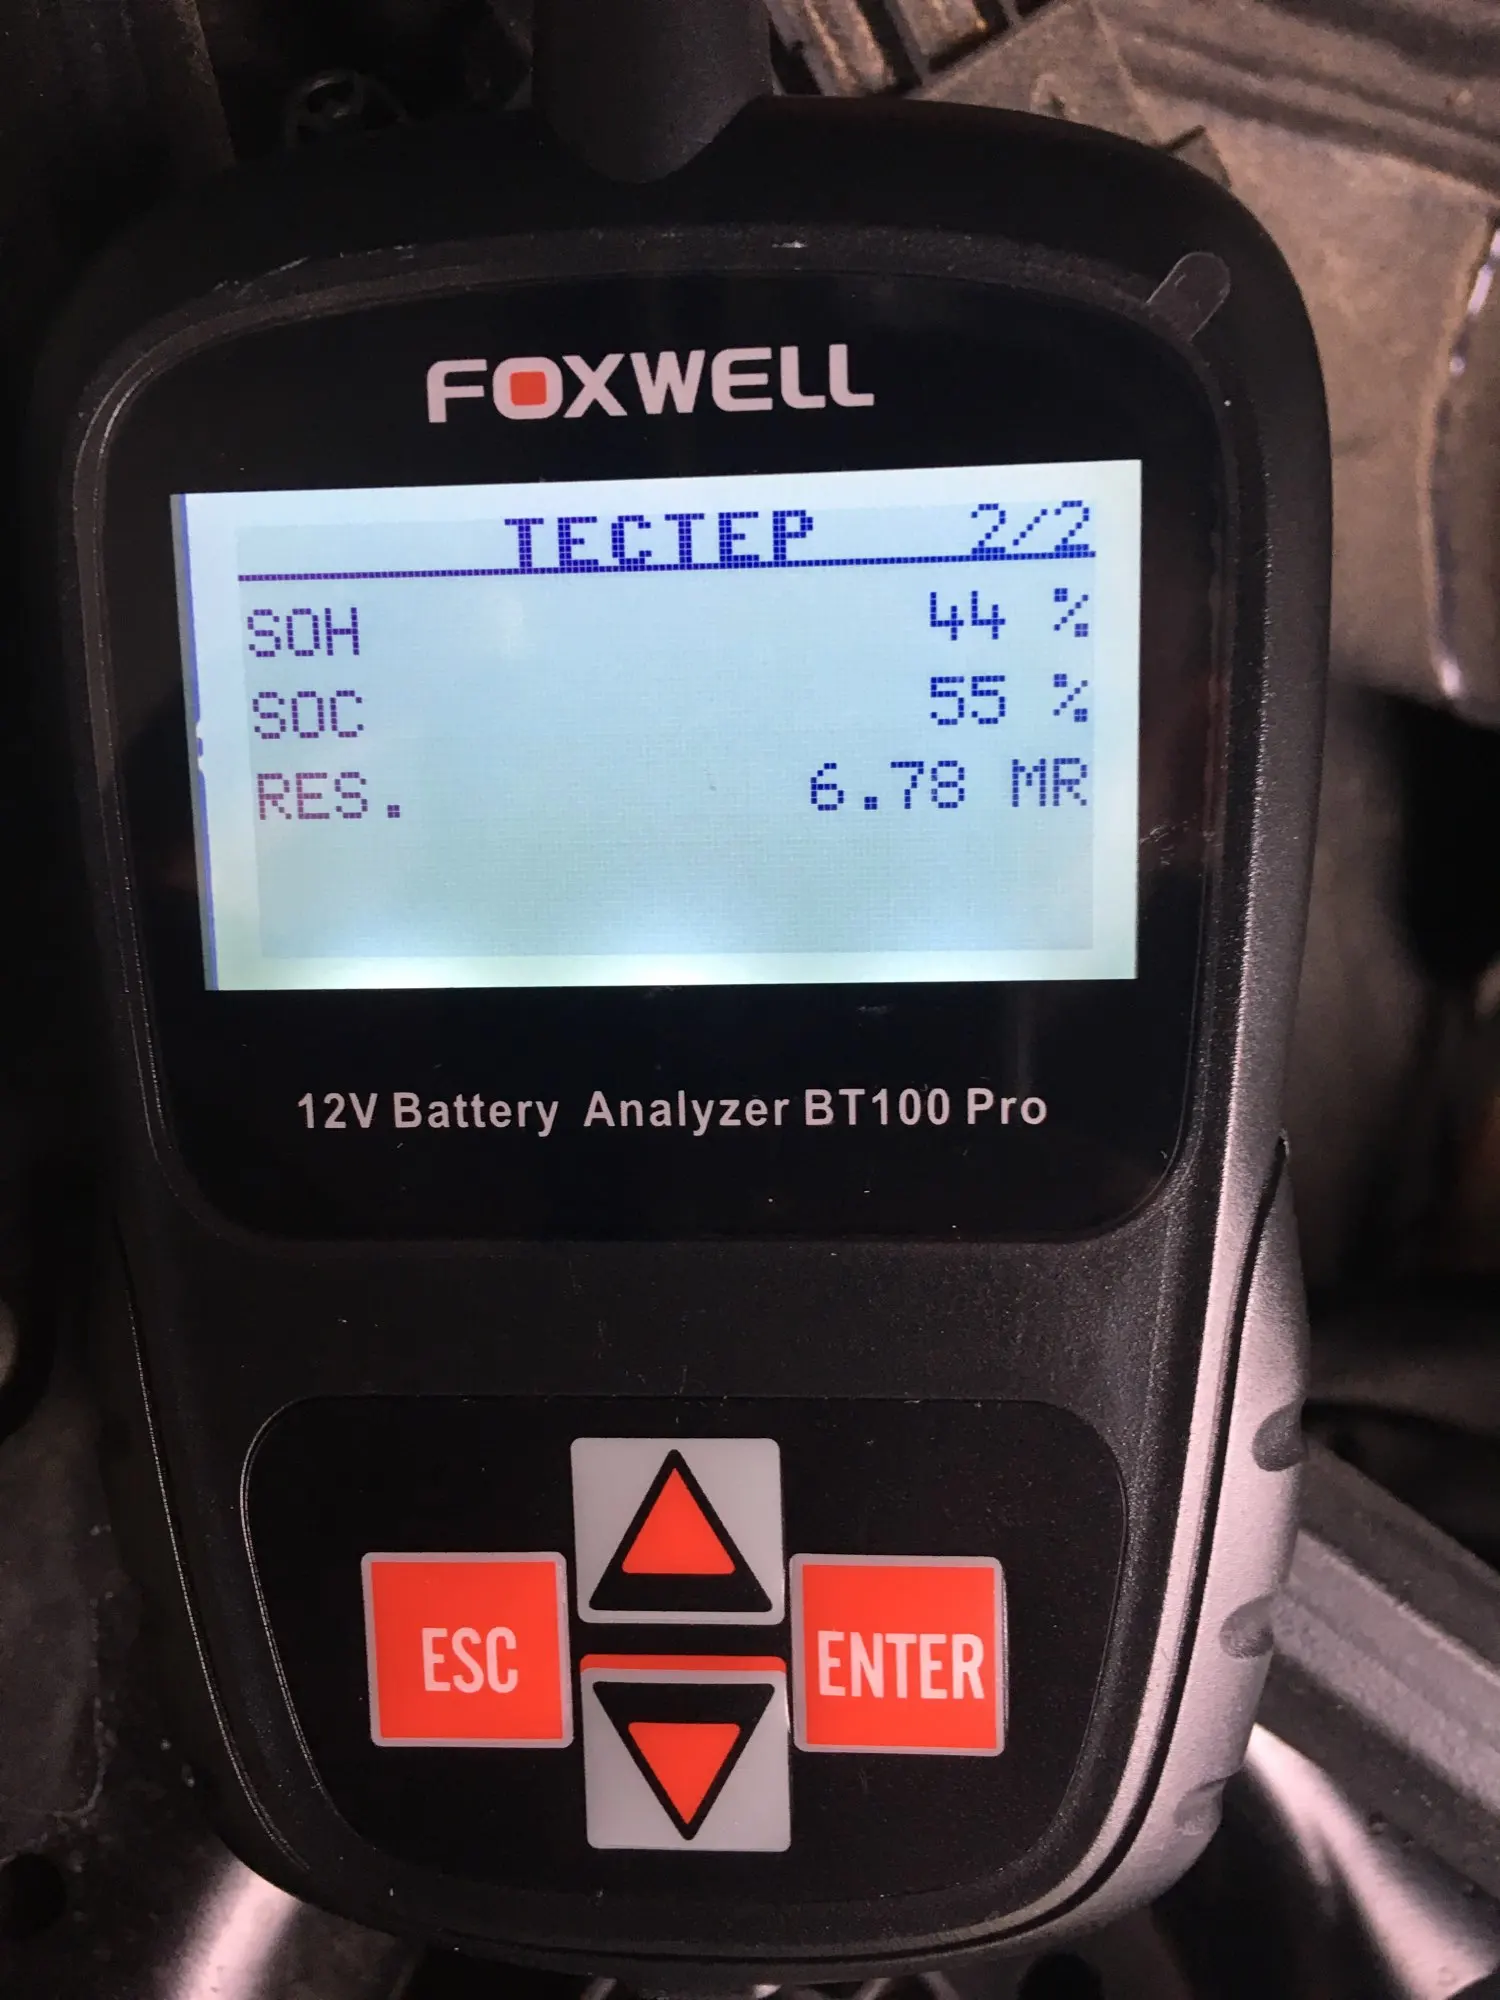 FOXWELL
ТЕСТЕР 2/2
SOH 44 %
SOC 55 %
RES. 6.78 MR
12V Battery Analyzer BT100 Pro
ESC
ENTER